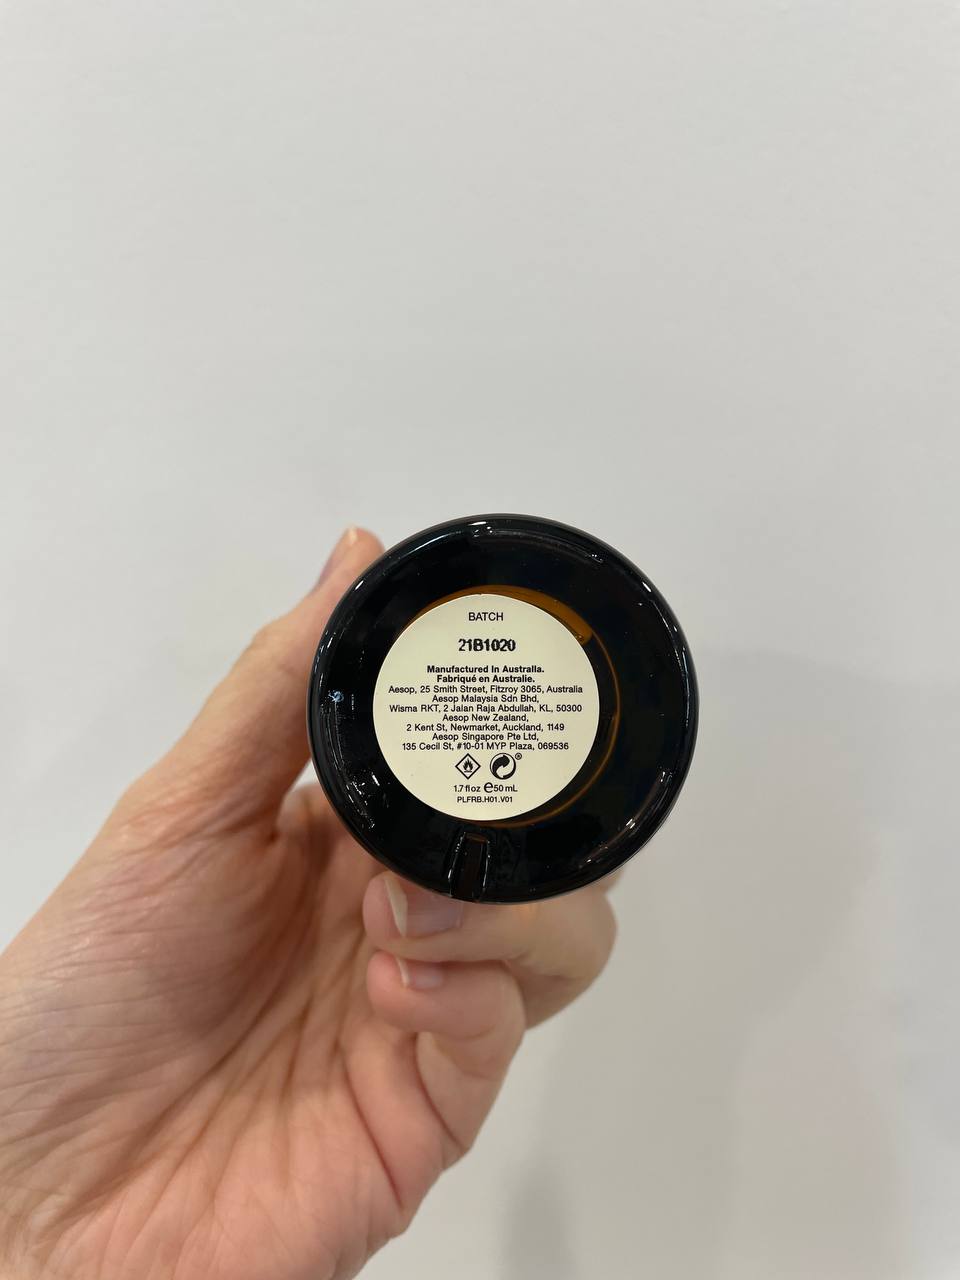 BATCH
21B1020
Manufactured In Australia.
Fabriqué en Australie.
Aesop, 25 Smith Street, Fitzroy 3065, Australia
Aesop Malaysia Sdn Bhd,
Wisma RKT, 2 Jalan Raja Abdullah, KL, 50300
Aesop New Zealand,
2 Kent St, Newmarket, Auckland, 1149
Aesop Singapore Pte Ltd,
135 Cecil St, #10-01 MYP Plaza, 069536
®
1.7 fl oz ℮50 mL
PLFRB.H01.V01